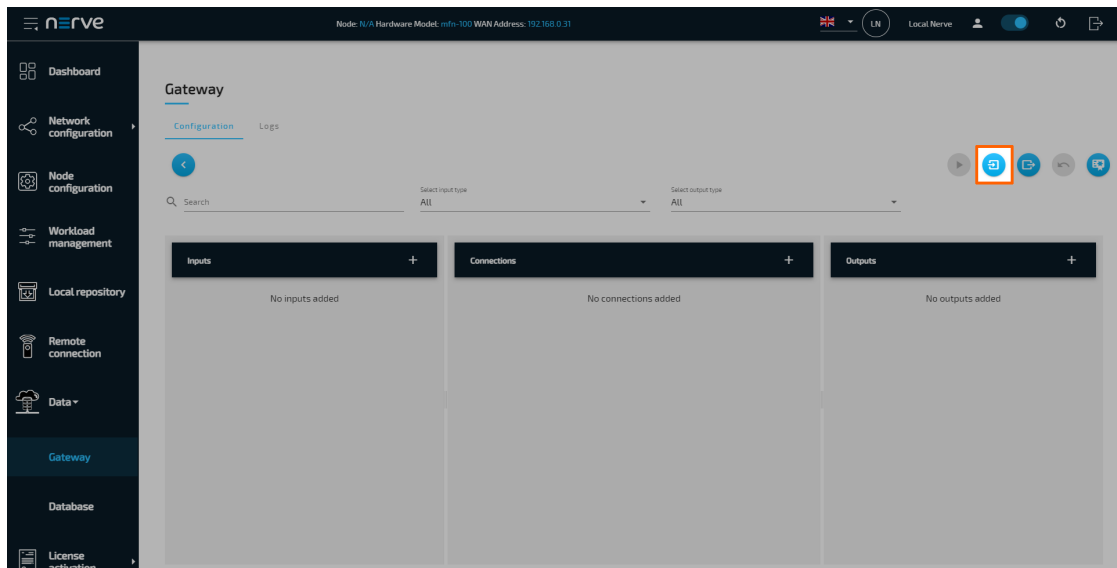 nerve
Node: N/A Hardware Model: mfn-100 WAN Address: 192.168.0.31
LN
Local Nerve
Dashboard
Network
configuration
Node
configuration
Workload
management
Local repository
Remote
connection
Data
Gateway
Database
License
activation
Gateway
Configuration
Logs
Search
Select input type
All
Select output type
All
Inputs +
Connections +
Outputs +
No inputs added
No connections added
No outputs added